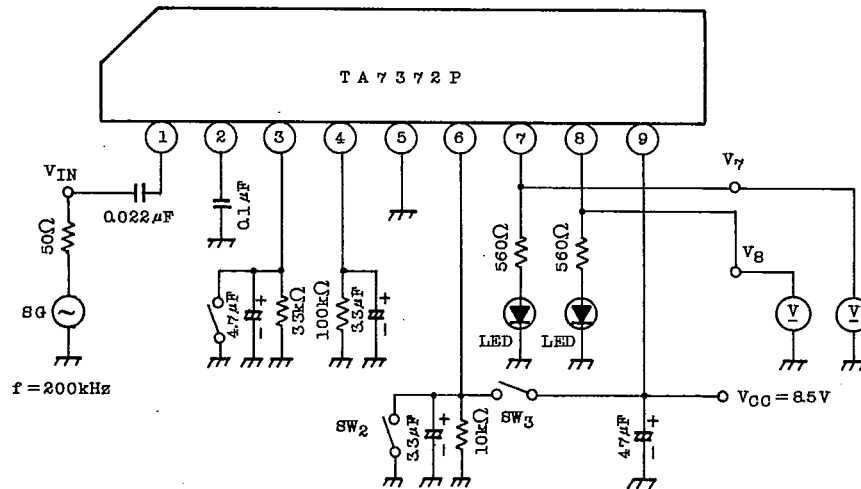 TA7372P
1 2 3 4 5 6 7 8 9
VIN
0.022μF
50Ω
SG
f=200kHz
0.1μF
4.7μF
+
-
33kΩ
100kΩ
3.3μF
+
-
560Ω
560Ω
LED
LED
V7
V8
V
V
SW2
3.3μF
+
-
10kΩ
SW3
47μF
+
-
VCC=8.5V